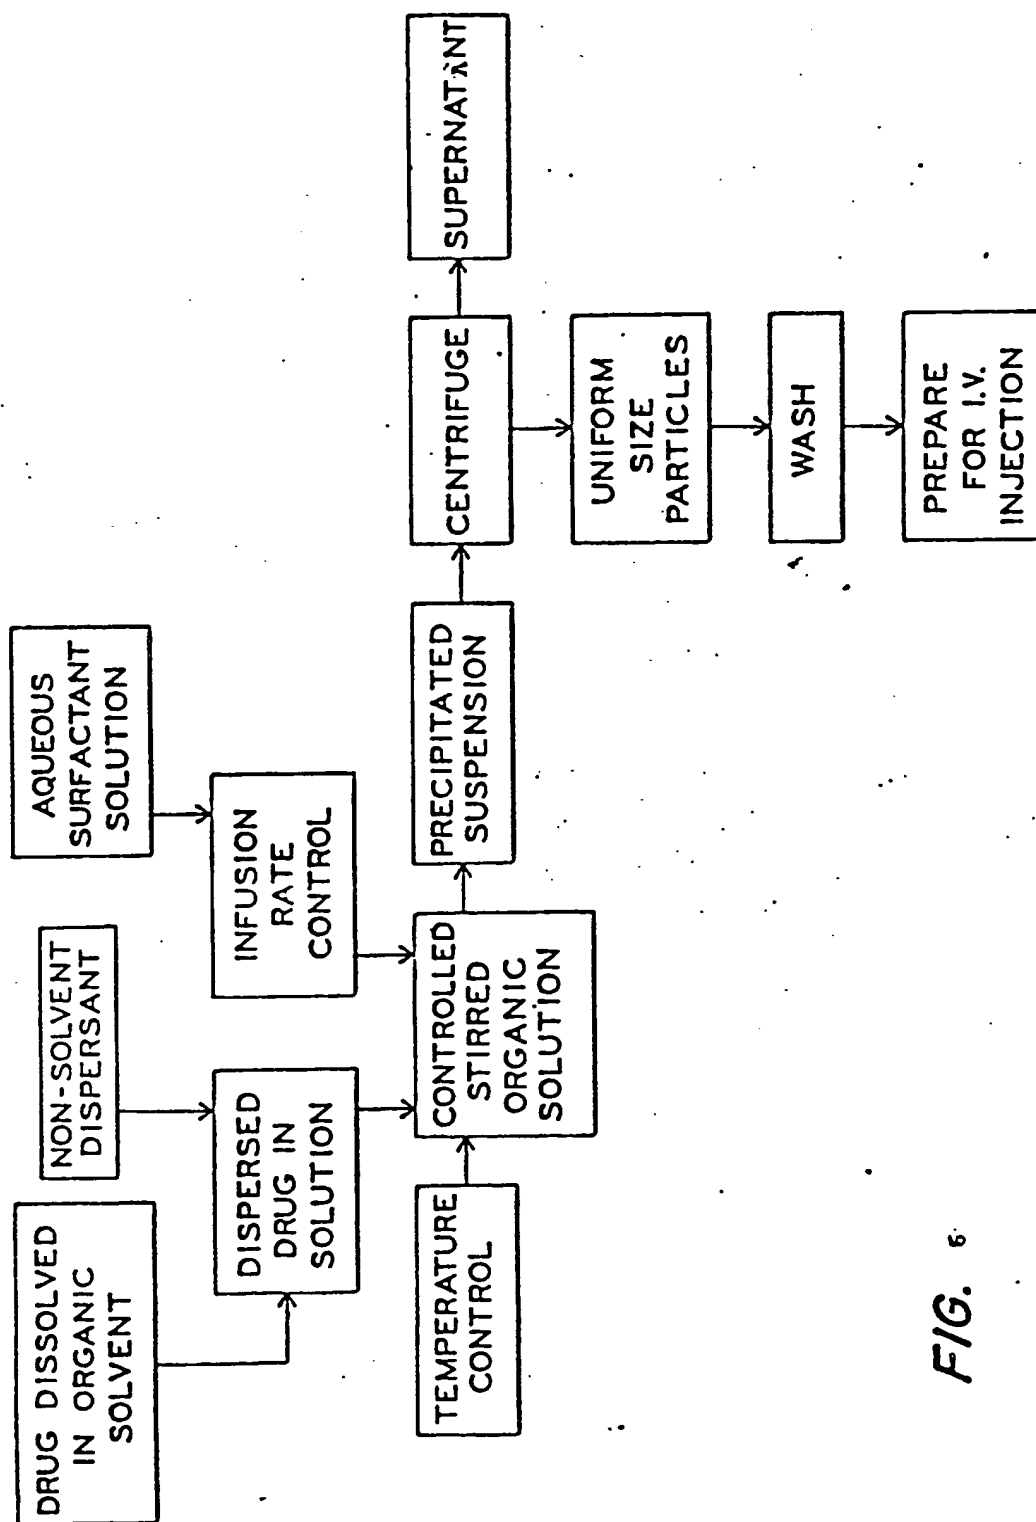 DRUG DISSOLVED
IN ORGANIC
SOLVENT
NON-SOLVENT
DISPERSANT
AQUEOUS
SURFACTANT
SOLUTION
DISPERSED
DRUG IN
SOLUTION
INFUSION
RATE
CONTROL
TEMPERATURE
CONTROL
CONTROLLED
STIRRED
ORGANIC
SOLUTION
PRECIPITATED
SUSPENSION
CENTRIFUGE
SUPERNATANT
UNIFORM
SIZE
PARTICLES
WASH
PREPARE
FOR I.V.
INJECTION
FIG.